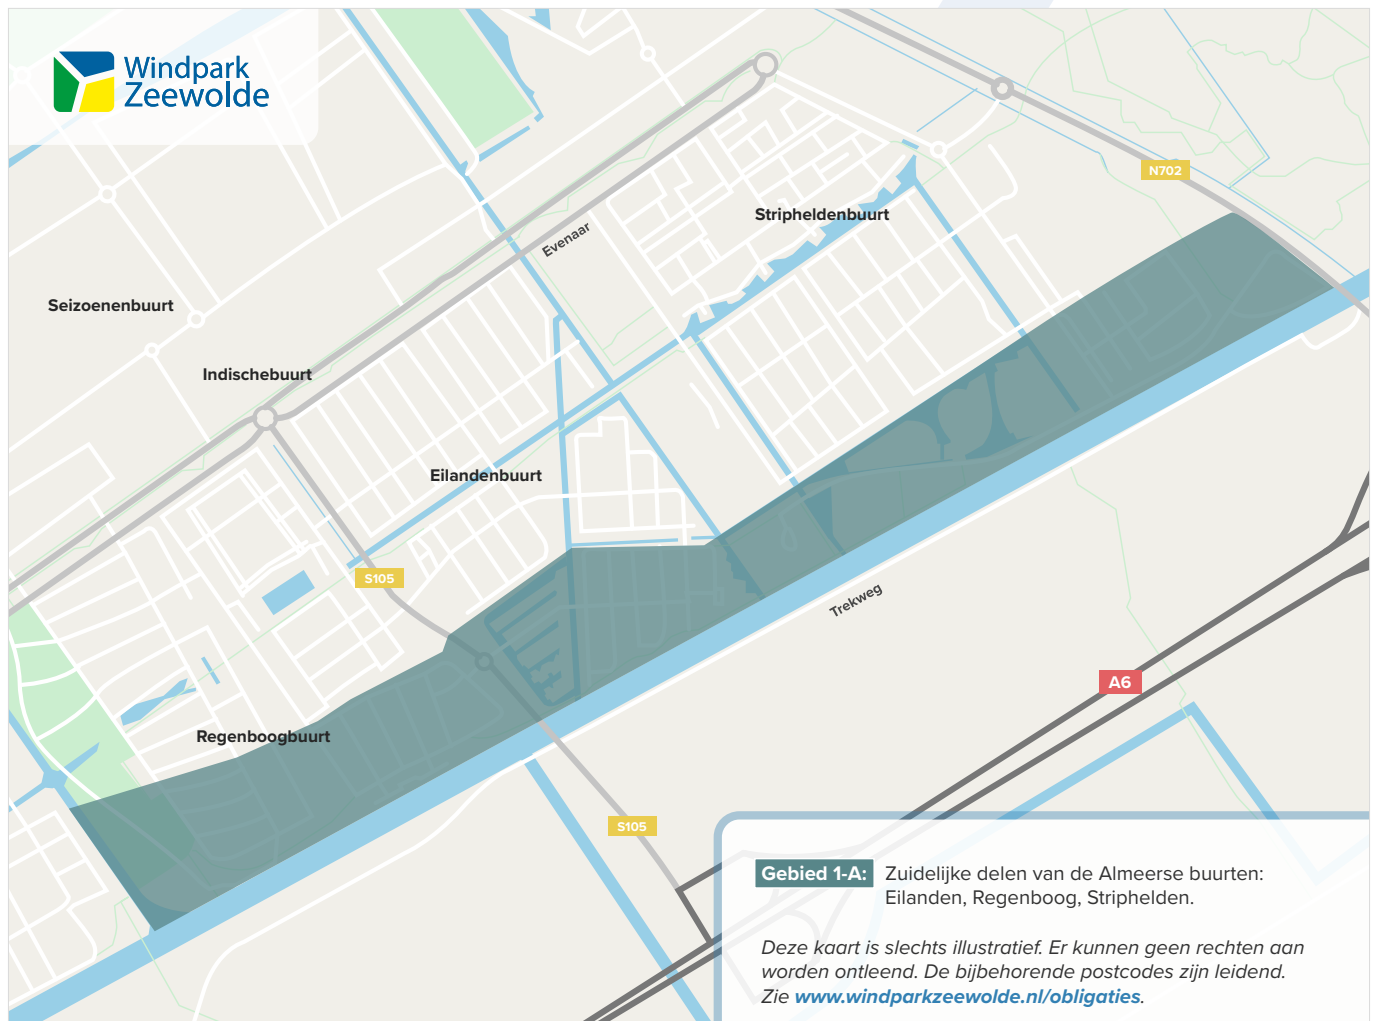 Windpark
Zeewolde
N702
Stripheldenbuurt
Evenaar
Seizoenenbuurt
Indischebuurt
Eilandenbuurt
S105
Trekweg
A6
Regenboogbuurt
S105
Gebied 1-A: Zuidelijke delen van de Almeerse buurten:
Eilanden, Regenboog, Striphelden.
Deze kaart is slechts illustratief. Er kunnen geen rechten aan
worden ontleend. De bijbehorende postcodes zijn leidend.
Zie www.windparkzeewolde.nl/obligaties.